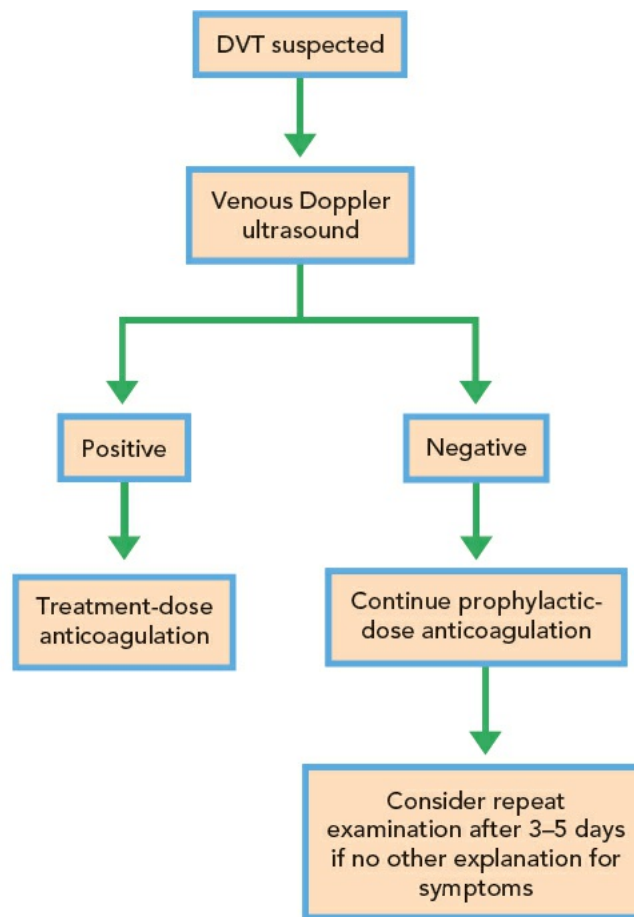 DVT suspected
Venous Doppler
ultrasound
Positive
Negative
Treatment-dose
anticoagulation
Continue prophylactic-
dose anticoagulation
Consider repeat
examination after 3–5 days
if no other explanation for
symptoms